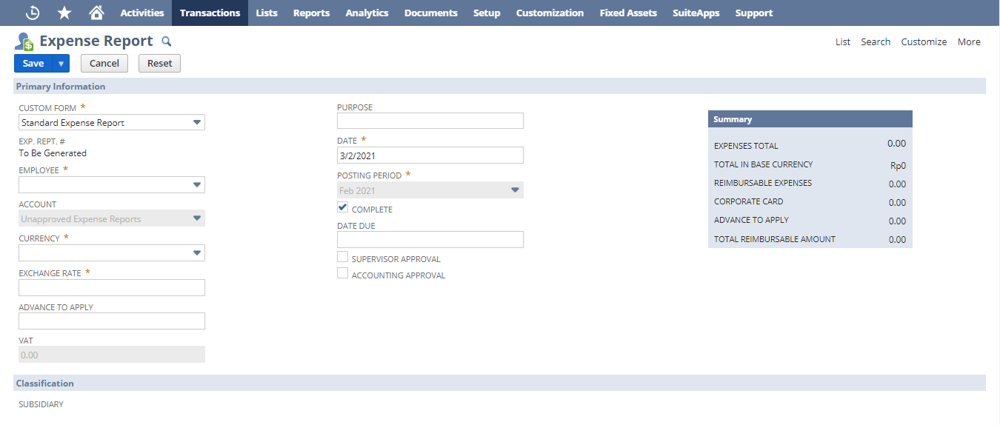 Activities Transactions Lists Reports Analytics Documents Setup Customization Fixed Assets SuiteApps Support
Expense Report
List Search Customize More
Save Cancel Reset
Primary Information
CUSTOM FORM *
Standard Expense Report
EXP. REPT. #
To Be Generated
EMPLOYEE *
ACCOUNT
Unapproved Expense Reports
CURRENCY *
EXCHANGE RATE *
ADVANCE TO APPLY
VAT
0.00
PURPOSE
DATE *
3/2/2021
POSTING PERIOD *
Feb 2021
COMPLETE
DATE DUE
SUPERVISOR APPROVAL
ACCOUNTING APPROVAL
Summary
EXPENSES TOTAL 0.00
TOTAL IN BASE CURRENCY Rp0
REIMBURSABLE EXPENSES 0.00
CORPORATE CARD 0.00
ADVANCE TO APPLY 0.00
TOTAL REIMBURSABLE AMOUNT 0.00
Classification
SUBSIDIARY